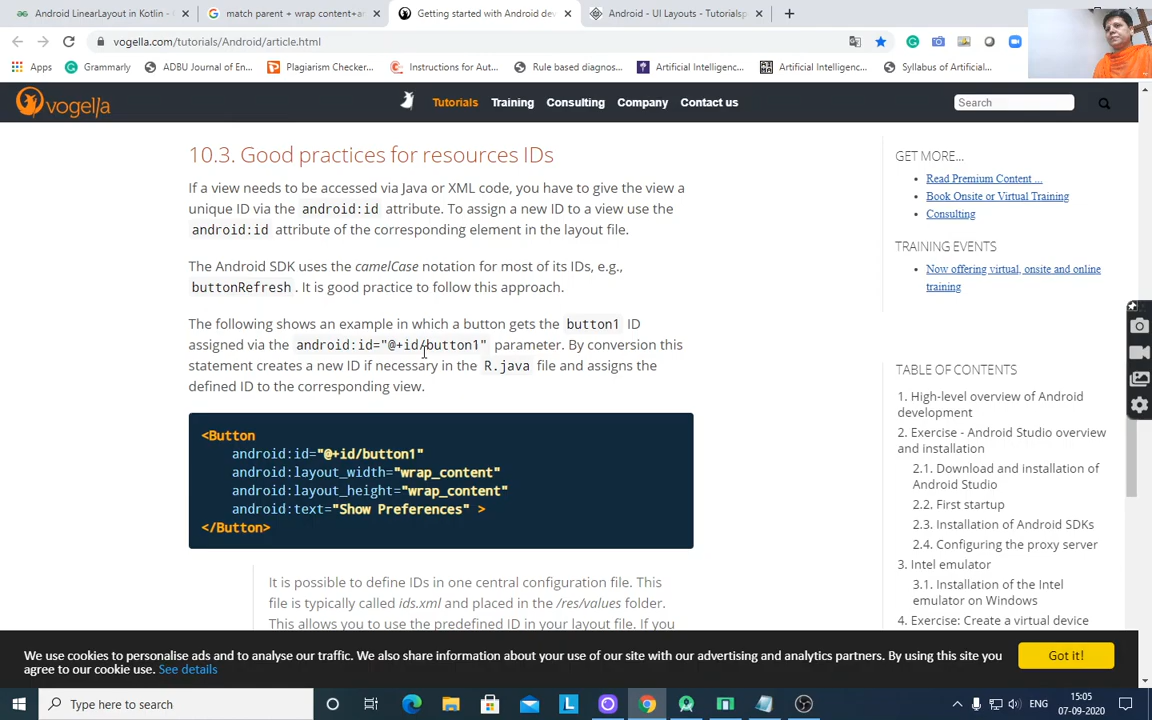 Android LinearLayout in Kotlin -
match parent + wrap content+a
Getting started with Android de
Android - UI Layouts - Tutorialsp
vogella.com/tutorials/Android/article.html
Apps
Grammarly
ADBU Journal of En...
Plagiarism Checker...
Instructions for Aut...
Rule based diagnos...
Artificial Intelligenc...
Artificial Intelligenc...
Syllabus of Artificial...
vogella
Tutorials Training Consulting Company Contact us
Search
10.3. Good practices for resources IDs
If a view needs to be accessed via Java or XML code, you have to give the view a
unique ID via the android:id attribute. To assign a new ID to a view use the
android:id attribute of the corresponding element in the layout file.
The Android SDK uses the camelCase notation for most of its IDs, e.g.,
buttonRefresh . It is good practice to follow this approach.
The following shows an example in which a button gets the button1 ID
assigned via the android:id="@+id/button1" parameter. By conversion this
statement creates a new ID if necessary in the R.java file and assigns the
defined ID to the corresponding view.
<Button
android:id="@+id/button1"
android:layout_width="wrap_content"
android:layout_height="wrap_content"
android:text="Show Preferences" >
</Button>
It is possible to define IDs in one central configuration file. This
file is typically called ids.xml and placed in the /res/values folder.
This allows you to use the predefined ID in your layout file. If you
GET MORE...
Read Premium Content ...
Book Onsite or Virtual Training
Consulting
TRAINING EVENTS
Now offering virtual, onsite and online
training
TABLE OF CONTENTS
1. High-level overview of Android
development
2. Exercise - Android Studio overview
and installation
2.1. Download and installation of
Android Studio
2.2. First startup
2.3. Installation of Android SDKs
2.4. Configuring the proxy server
3. Intel emulator
3.1. Installation of the Intel
emulator on Windows
4. Exercise: Create a virtual device
We use cookies to personalise ads and to analyse our traffic. We also share information about your use of our site with our advertising and analytics partners. By using this site you
agree to our cookie use. See details
Got it!
Type here to search
ENG
15:05
07-09-2020